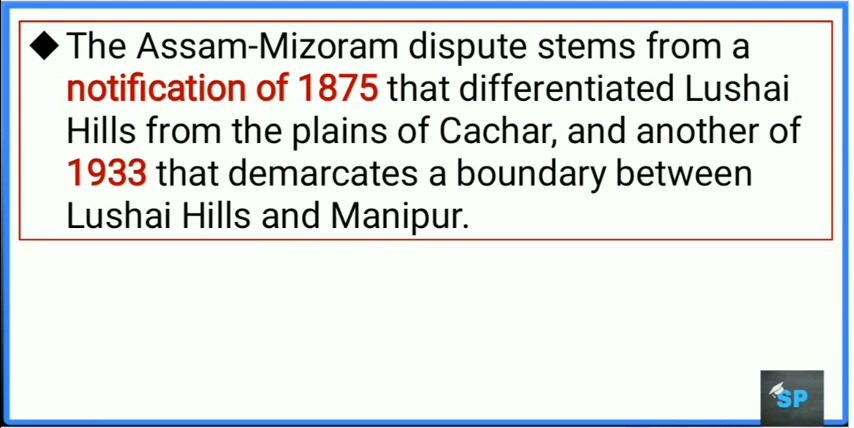 ◆ The Assam-Mizoram dispute stems from a
notification of 1875 that differentiated Lushai
Hills from the plains of Cachar, and another of
1933 that demarcates a boundary between
Lushai Hills and Manipur.
SP